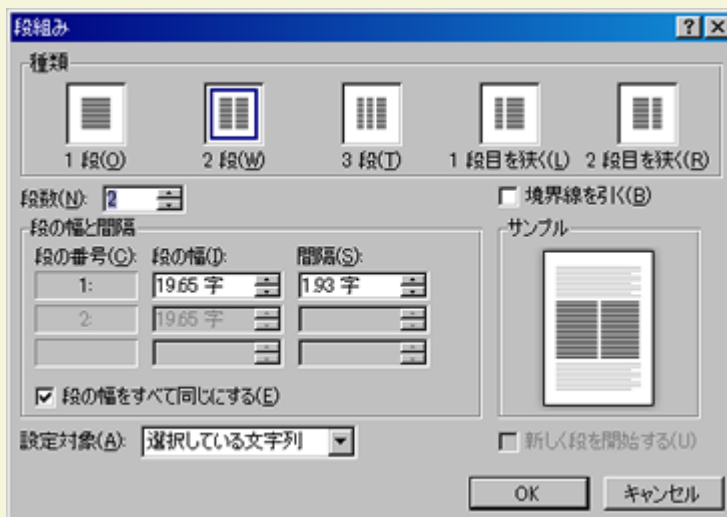 段組み
種類
1 段(O) 2 段(W) 3 段(T) 1 段目を狭く(L) 2 段目を狭く(R)
段数(N): 2 境界線を引く(B)
段の幅と間隔 サンプル
段の番号(C): 段の幅(I): 間隔(S):
1: 19.65 字 1.93 字
2: 19.65 字
段の幅をすべて同じにする(E)
設定対象(A): 選択している文字列 新しく段を開始する(U)
OK キャンセル